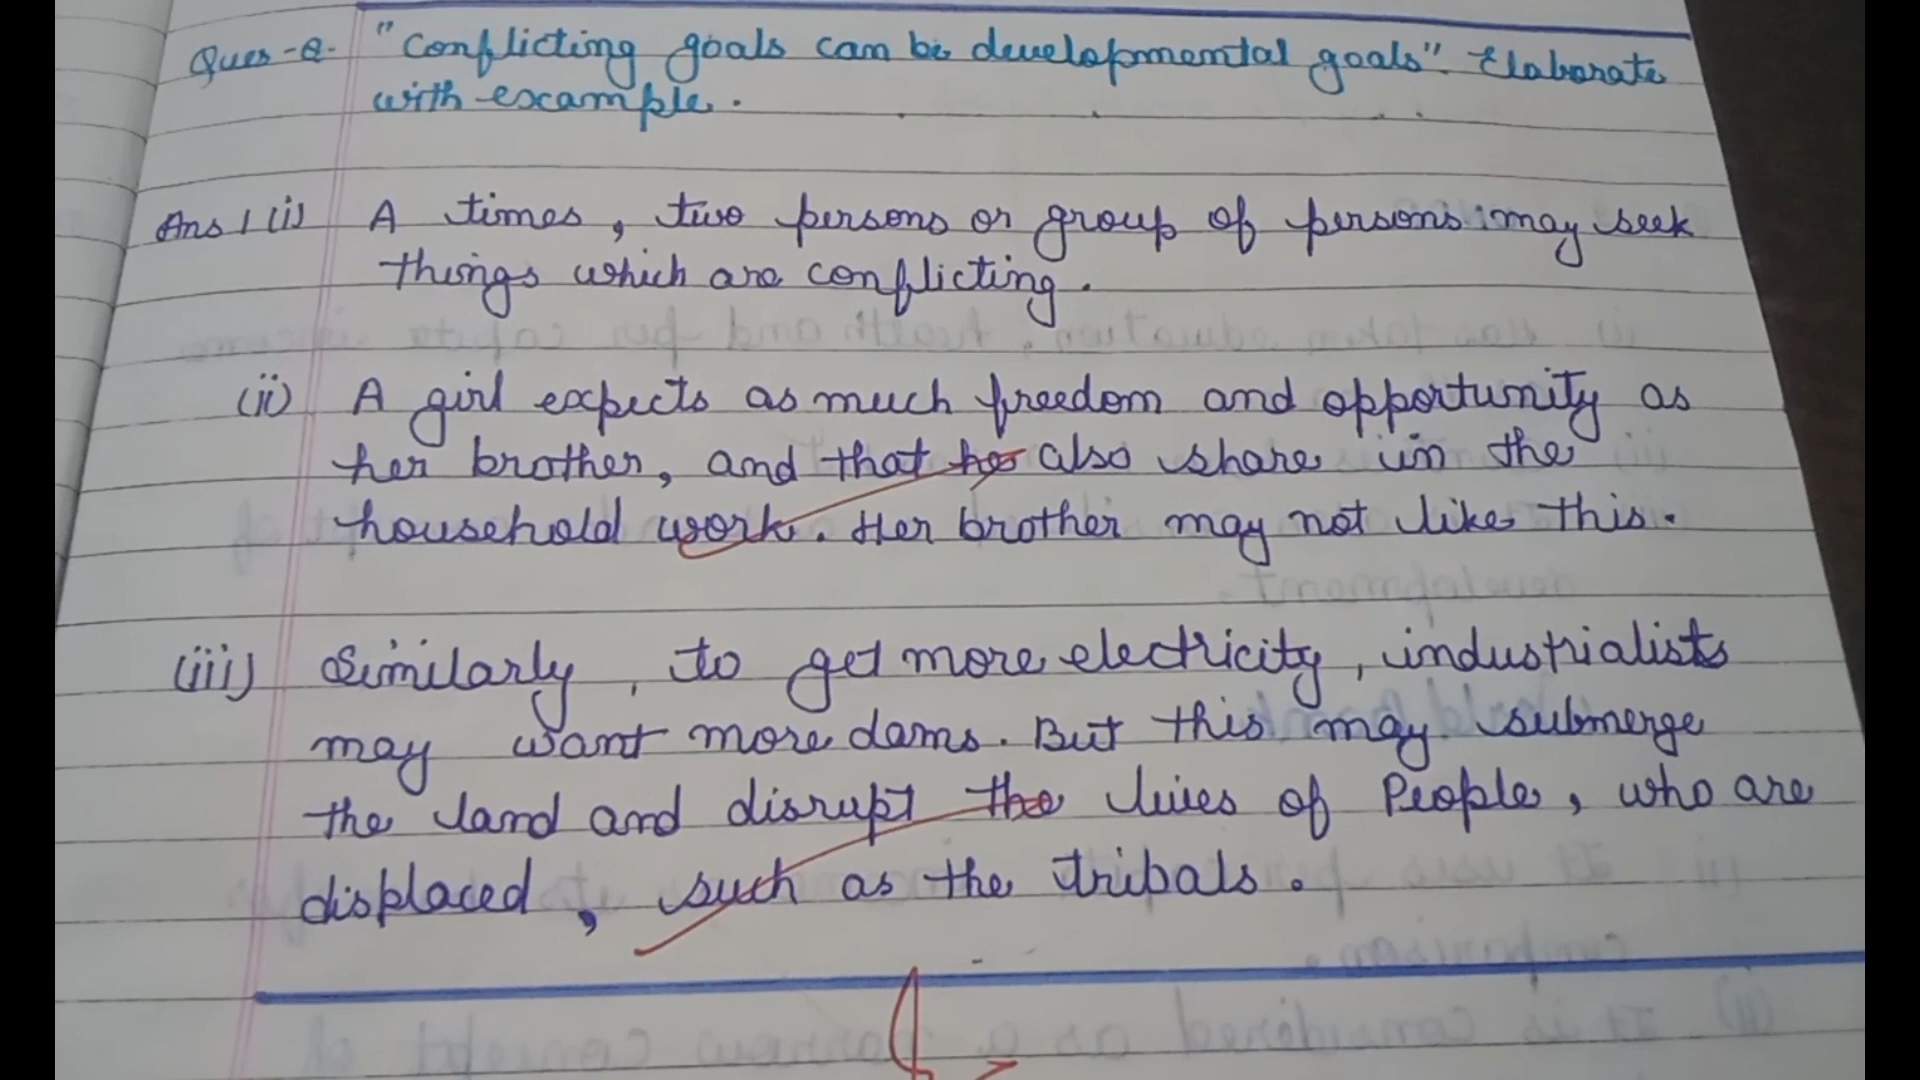 Ques-2- "Conflicting goals can be developmental goals". Elaborate
with example.
Ans 1 (i) A times, two persons or group of persons may seek
things which are conflicting.
(ii) A girl expects as much freedom and opportunity as
her brother, and that he also share in the
household work. Her brother may not like this.
(iii) Similarly, to get more electricity, industrialists
may want more dams. But this may submerge
the land and disrupt the lives of People, who are
displaced, such as the tribals.